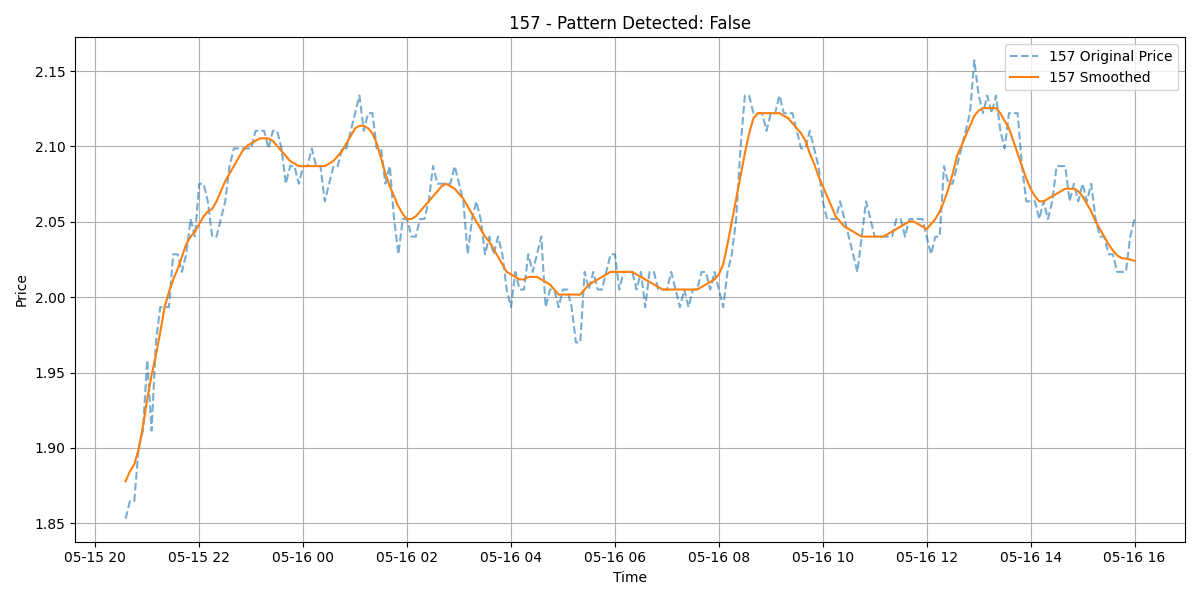 157 - Pattern Detected: False
157 Original Price
157 Smoothed
Price
2.15
2.10
2.05
2.00
1.95
1.90
1.85
05-15 20 05-15 22 05-16 00 05-16 02 05-16 04 05-16 06 05-16 08 05-16 10 05-16 12 05-16 14 05-16 16
Time